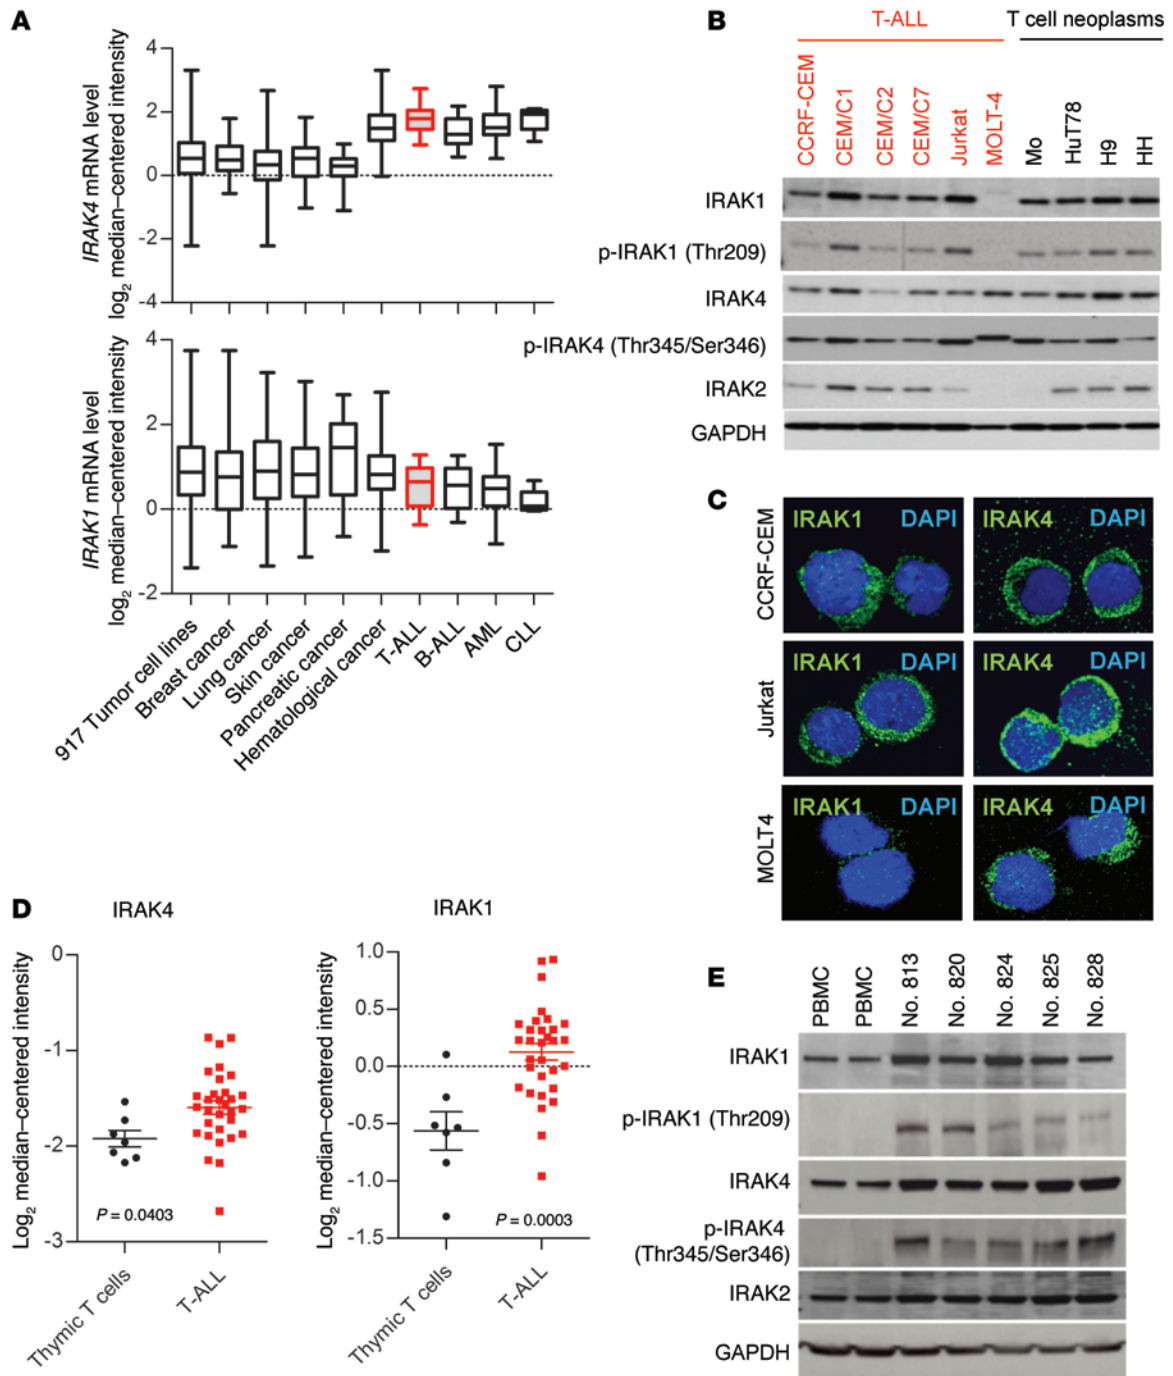 A
IRAK4 mRNA level
log2 median–centered intensity
4
2
0
-2
-4
IRAK1 mRNA level
log2 median–centered intensity
4
2
0
-2
917 Tumor cell lines
Breast cancer
Lung cancer
Skin cancer
Pancreatic cancer
Hematological cancer
T-ALL
B-ALL
AML
CLL
B
T-ALL
T cell neoplasms
CCRF-CEM
CEM/C1
CEM/C2
CEM/C7
Jurkat
MOLT-4
Mo
HuT78
H9
HH
IRAK1
p-IRAK1 (Thr209)
IRAK4
p-IRAK4 (Thr345/Ser346)
IRAK2
GAPDH
C
CCRF-CEM
IRAK1 DAPI
IRAK4 DAPI
Jurkat
IRAK1 DAPI
IRAK4 DAPI
MOLT4
IRAK1 DAPI
IRAK4 DAPI
D
IRAK4
Log2 median–centered intensity
0
-1
-2
-3
P = 0.0403
Thymic T cells
T-ALL
IRAK1
Log2 median–centered intensity
1.0
0.5
0.0
-0.5
-1.0
-1.5
P = 0.0003
Thymic T cells
T-ALL
E
PBMC
PBMC
No. 813
No. 820
No. 824
No. 825
No. 828
IRAK1
p-IRAK1 (Thr209)
IRAK4
p-IRAK4
(Thr345/Ser346)
IRAK2
GAPDH